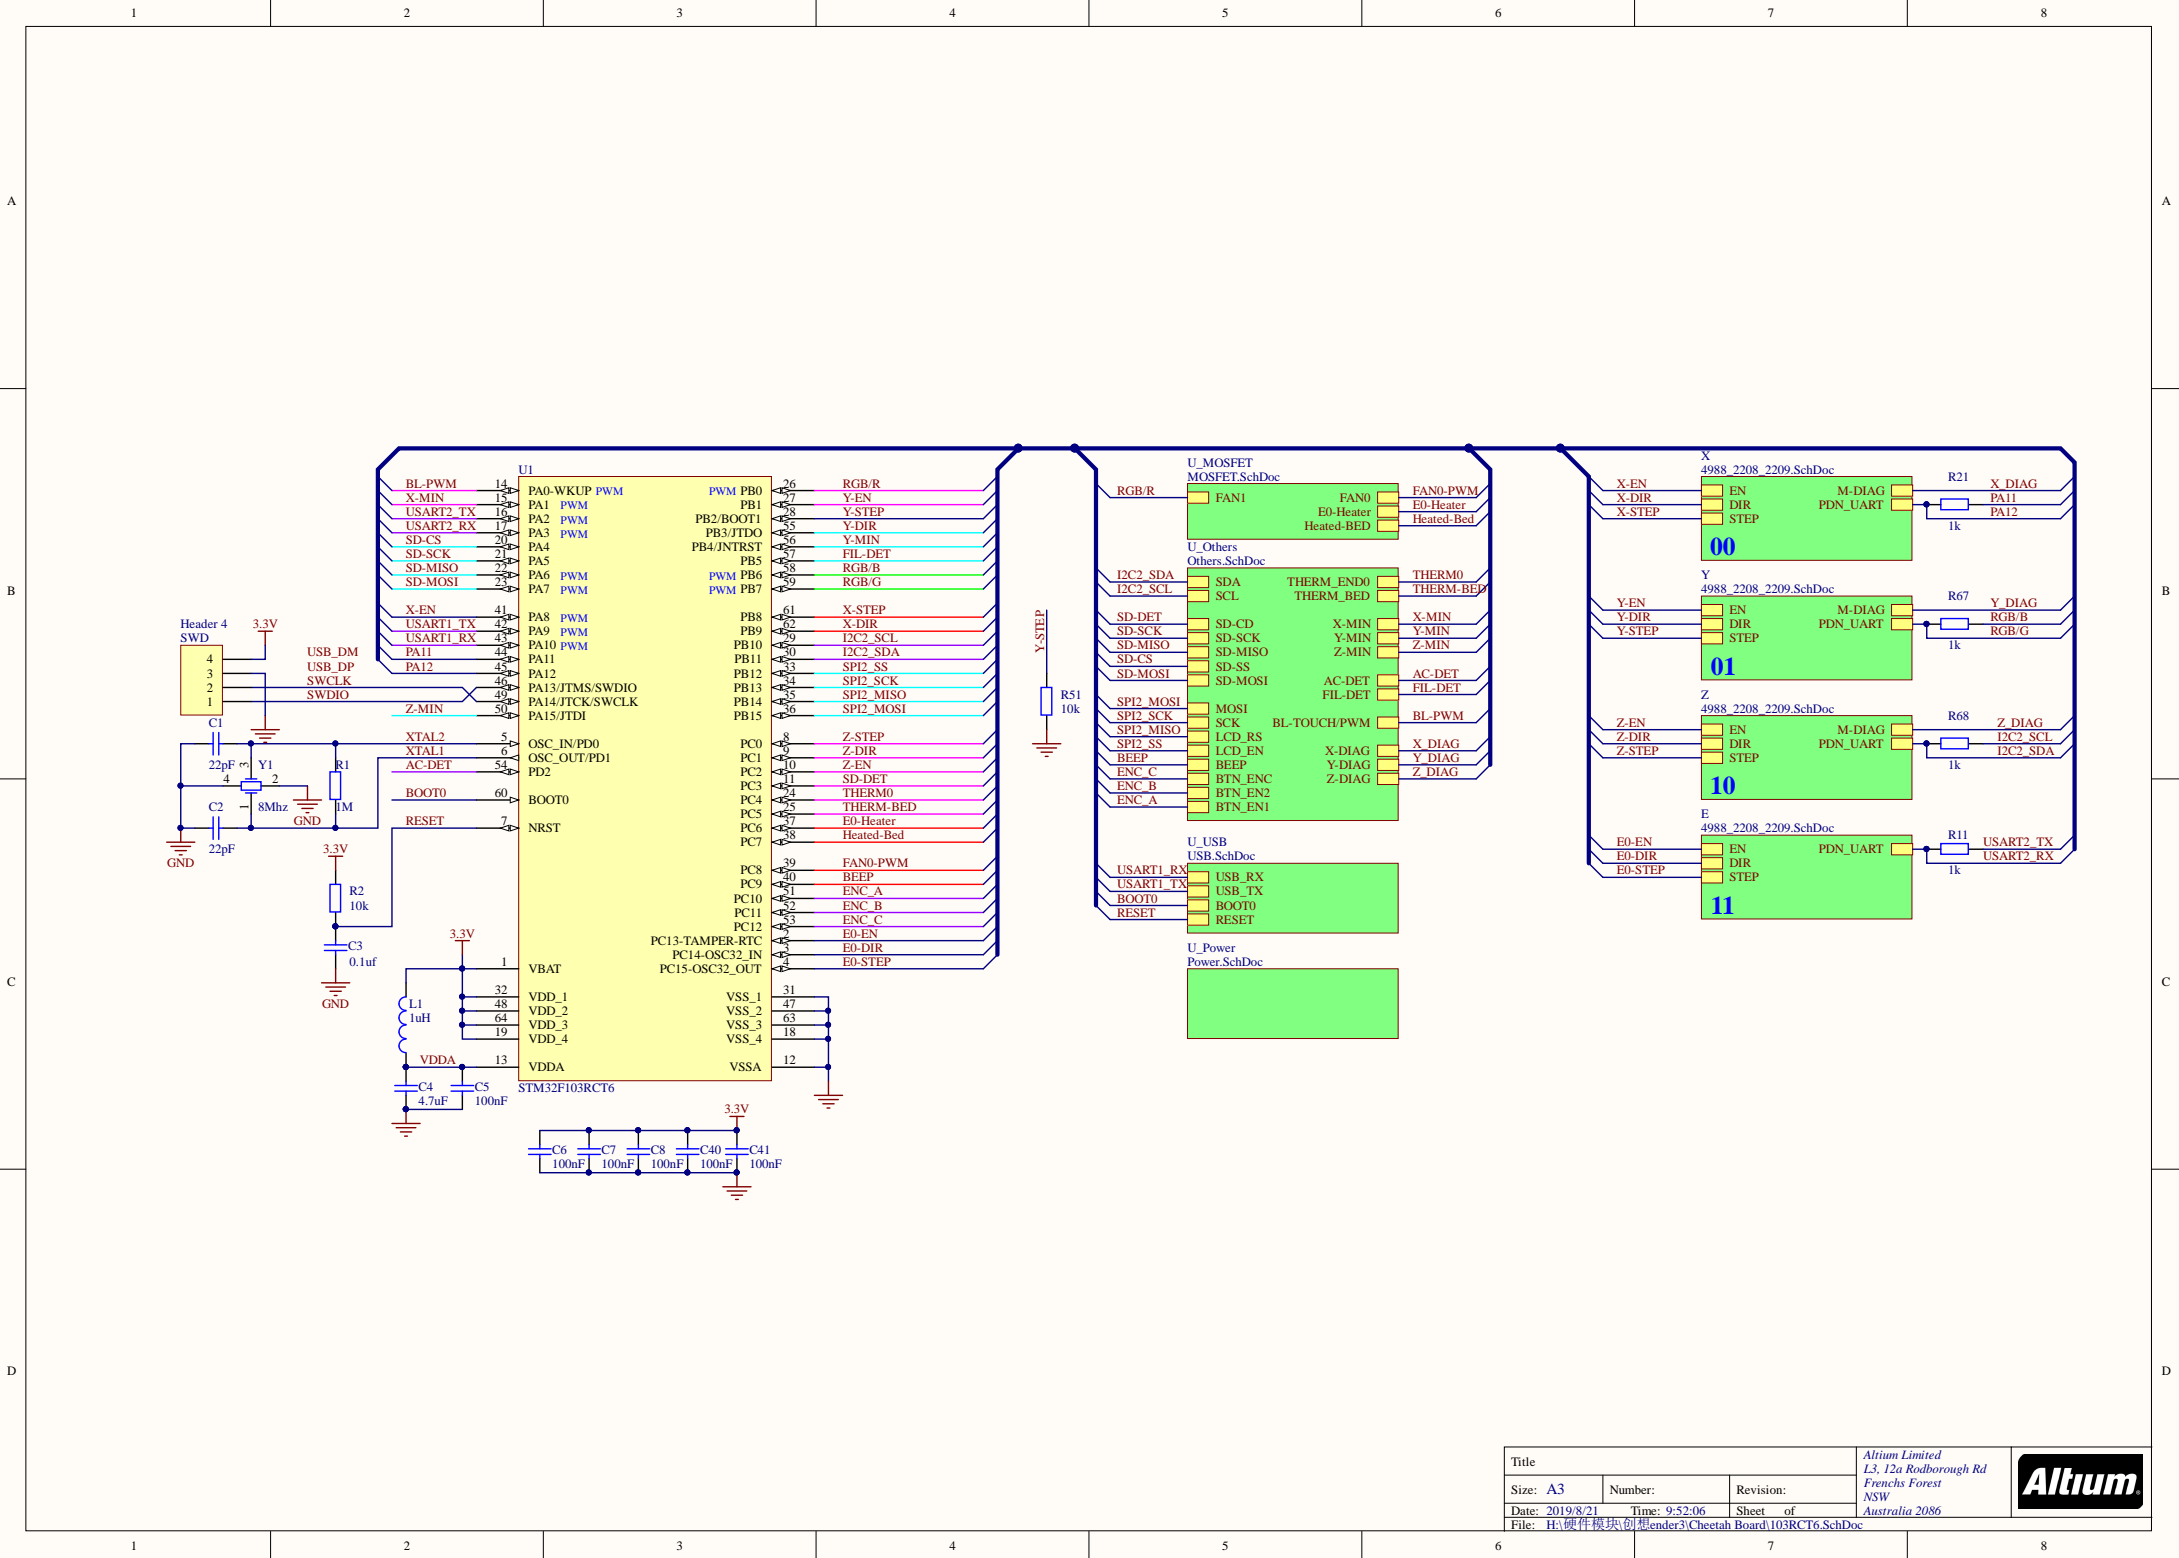 1 2 3 4 5 6 7 8
A A
B B
C C
D D
U1
BL-PWM 14 PA0-WKUP PWM
X-MIN 15 PA1 PWM
USART2_TX 16 PA2 PWM
USART2_RX 17 PA3 PWM
SD-CS 20 PA4
SD-SCK 21 PA5
SD-MISO 22 PA6 PWM
SD-MOSI 23 PA7 PWM
X-EN 41 PA8 PWM
USART1_TX 42 PA9 PWM
USART1_RX 43 PA10 PWM
USB_DM PA11 44 PA11
USB_DP PA12 45 PA12
SWCLK 46 PA13/JTMS/SWDIO
SWDIO 49 PA14/JTCK/SWCLK
Z-MIN 50 PA15/JTDI
XTAL2 5 OSC_IN/PD0
XTAL1 6 OSC_OUT/PD1
AC-DET 54 PD2
BOOT0 60 BOOT0
RESET 7 NRST
1 VBAT
32 VDD_1
48 VDD_2
64 VDD_3
19 VDD_4
VDDA 13 VDDA
STM32F103RCT6
PWM PB0 26 RGB/R
PB1 27 Y-EN
PB2/BOOT1 28 Y-STEP
PB3/JTDO 55 Y-DIR
PB4/JNTRST 56 Y-MIN
PB5 57 FIL-DET
PWM PB6 58 RGB/B
PWM PB7 59 RGB/G
PB8 61 X-STEP
PB9 62 X-DIR
PB10 29 I2C2_SCL
PB11 30 I2C2_SDA
PB12 33 SPI2_SS
PB13 34 SPI2_SCK
PB14 35 SPI2_MISO
PB15 36 SPI2_MOSI
PC0 8 Z-STEP
PC1 9 Z-DIR
PC2 10 Z-EN
PC3 11 SD-DET
PC4 24 THERM0
PC5 25 THERM-BED
PC6 37 E0-Heater
PC7 38 Heated-Bed
PC8 39 FAN0-PWM
PC9 40 BEEP
PC10 51 ENC_A
PC11 52 ENC_B
PC12 53 ENC_C
PC13-TAMPER-RTC 2 E0-EN
PC14-OSC32_IN 3 E0-DIR
PC15-OSC32_OUT 4 E0-STEP
VSS_1 31
VSS_2 47
VSS_3 63
VSS_4 18
VSSA 12
Header 4
SWD
3.3V
4
3
2
1
C1
22pF
3
Y1
4 2
1
8Mhz
R1
1M
C2
22pF
GND
GND
3.3V
R2
10k
C3
0.1uf
GND
3.3V
L1
1uH
C4
4.7uF
C5
100nF
3.3V
C6 C7 C8 C40 C41
100nF 100nF 100nF 100nF 100nF
Y-STEP
R51
10k
U_MOSFET
MOSFET.SchDoc
RGB/R FAN1 FAN0 FAN0-PWM
E0-Heater E0-Heater
Heated-BED Heated-Bed
U_Others
Others.SchDoc
I2C2_SDA SDA THERM_END0 THERM0
I2C2_SCL SCL THERM_BED THERM-BED
SD-DET SD-CD X-MIN X-MIN
SD-SCK SD-SCK Y-MIN Y-MIN
SD-MISO SD-MISO Z-MIN Z-MIN
SD-CS SD-SS
SD-MOSI SD-MOSI AC-DET AC-DET
FIL-DET FIL-DET
SPI2_MOSI MOSI
SPI2_SCK SCK BL-TOUCH/PWM BL-PWM
SPI2_MISO LCD_RS
SPI2_SS LCD_EN X-DIAG X_DIAG
BEEP BEEP Y-DIAG Y_DIAG
ENC_C BTN_ENC Z-DIAG Z_DIAG
ENC_B BTN_EN2
ENC_A BTN_EN1
U_USB
USB.SchDoc
USART1_RX USB_RX
USART1_TX USB_TX
BOOT0 BOOT0
RESET RESET
U_Power
Power.SchDoc
X
4988_2208_2209.SchDoc
R21
X-EN EN M-DIAG X_DIAG
X-DIR DIR PDN_UART PA11
X-STEP STEP PA12
1k
00
Y
4988_2208_2209.SchDoc
R67
Y-EN EN M-DIAG Y_DIAG
Y-DIR DIR PDN_UART RGB/B
Y-STEP STEP RGB/G
1k
01
Z
4988_2208_2209.SchDoc
R68
Z-EN EN M-DIAG Z_DIAG
Z-DIR DIR PDN_UART I2C2_SCL
Z-STEP STEP I2C2_SDA
1k
10
E
4988_2208_2209.SchDoc
R11
E0-EN EN PDN_UART USART2_TX
E0-DIR DIR USART2_RX
E0-STEP STEP
1k
11
Title
Size: A3 Number: Revision:
Date: 2019/8/21 Time: 9:52:06 Sheet of
File: H:\硬件模块\创想ender3\Cheetah Board\103RCT6.SchDoc
Altium Limited
L3, 12a Rodborough Rd
Frenchs Forest
NSW
Australia 2086
Altium
1 2 3 4 5 6 7 8